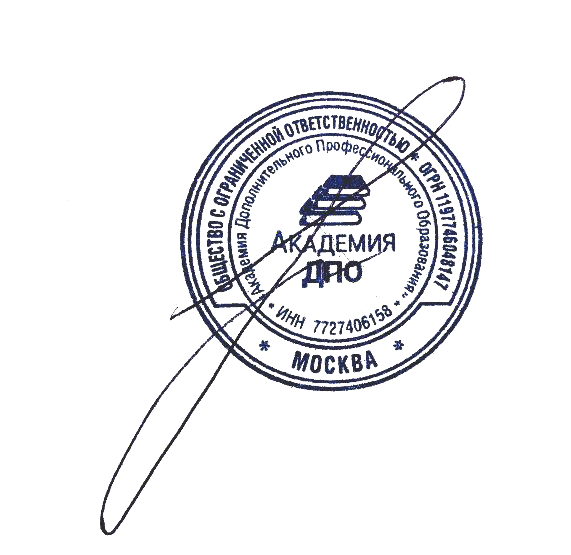 ОБЩЕСТВО С ОГРАНИЧЕННОЙ ОТВЕТСТВЕННОСТЬЮ * ОГРН 1197746048147
«Академия Дополнительного Профессионального Образования»
АКАДЕМИЯ
ДПО
* ИНН 7727406158 *
* МОСКВА *